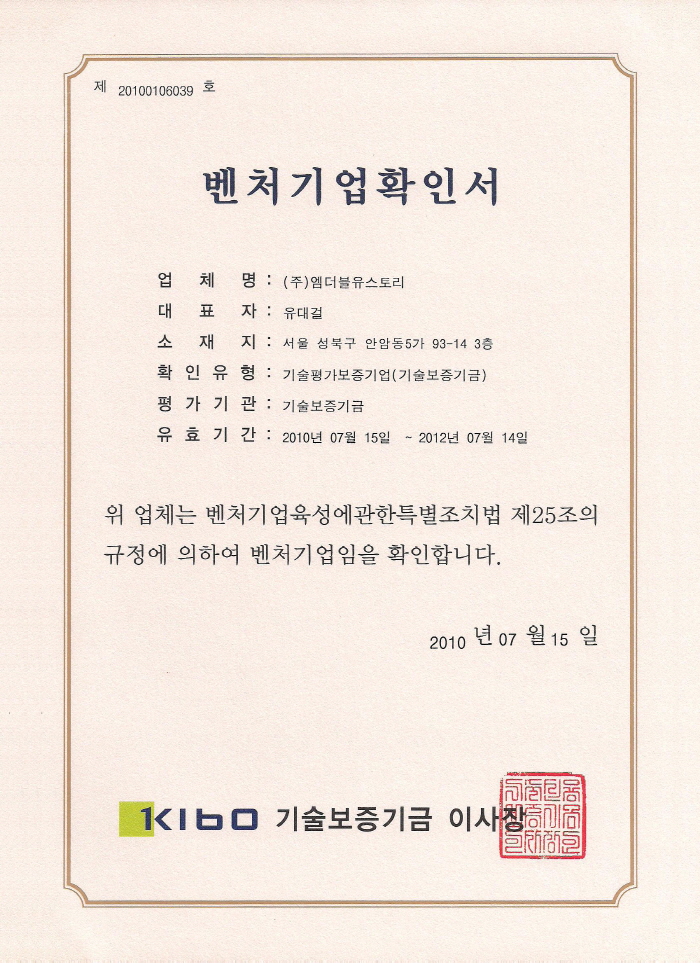 제 20100106039 호
벤처기업확인서
업 체 명 : (주)엠더블유스토리
대 표 자 : 유대걸
소 재 지 : 서울 성북구 안암동5가 93-14 3층
확 인 유 형 : 기술평가보증기업(기술보증기금)
평 가 기 관 : 기술보증기금
유 효 기 간 : 2010년 07월 15일 ~ 2012년 07월 14일
위 업체는 벤처기업육성에관한특별조치법 제25조의
규정에 의하여 벤처기업임을 확인합니다.
2010 년 07 월 15 일
KIBO 기술보증기금 이사장